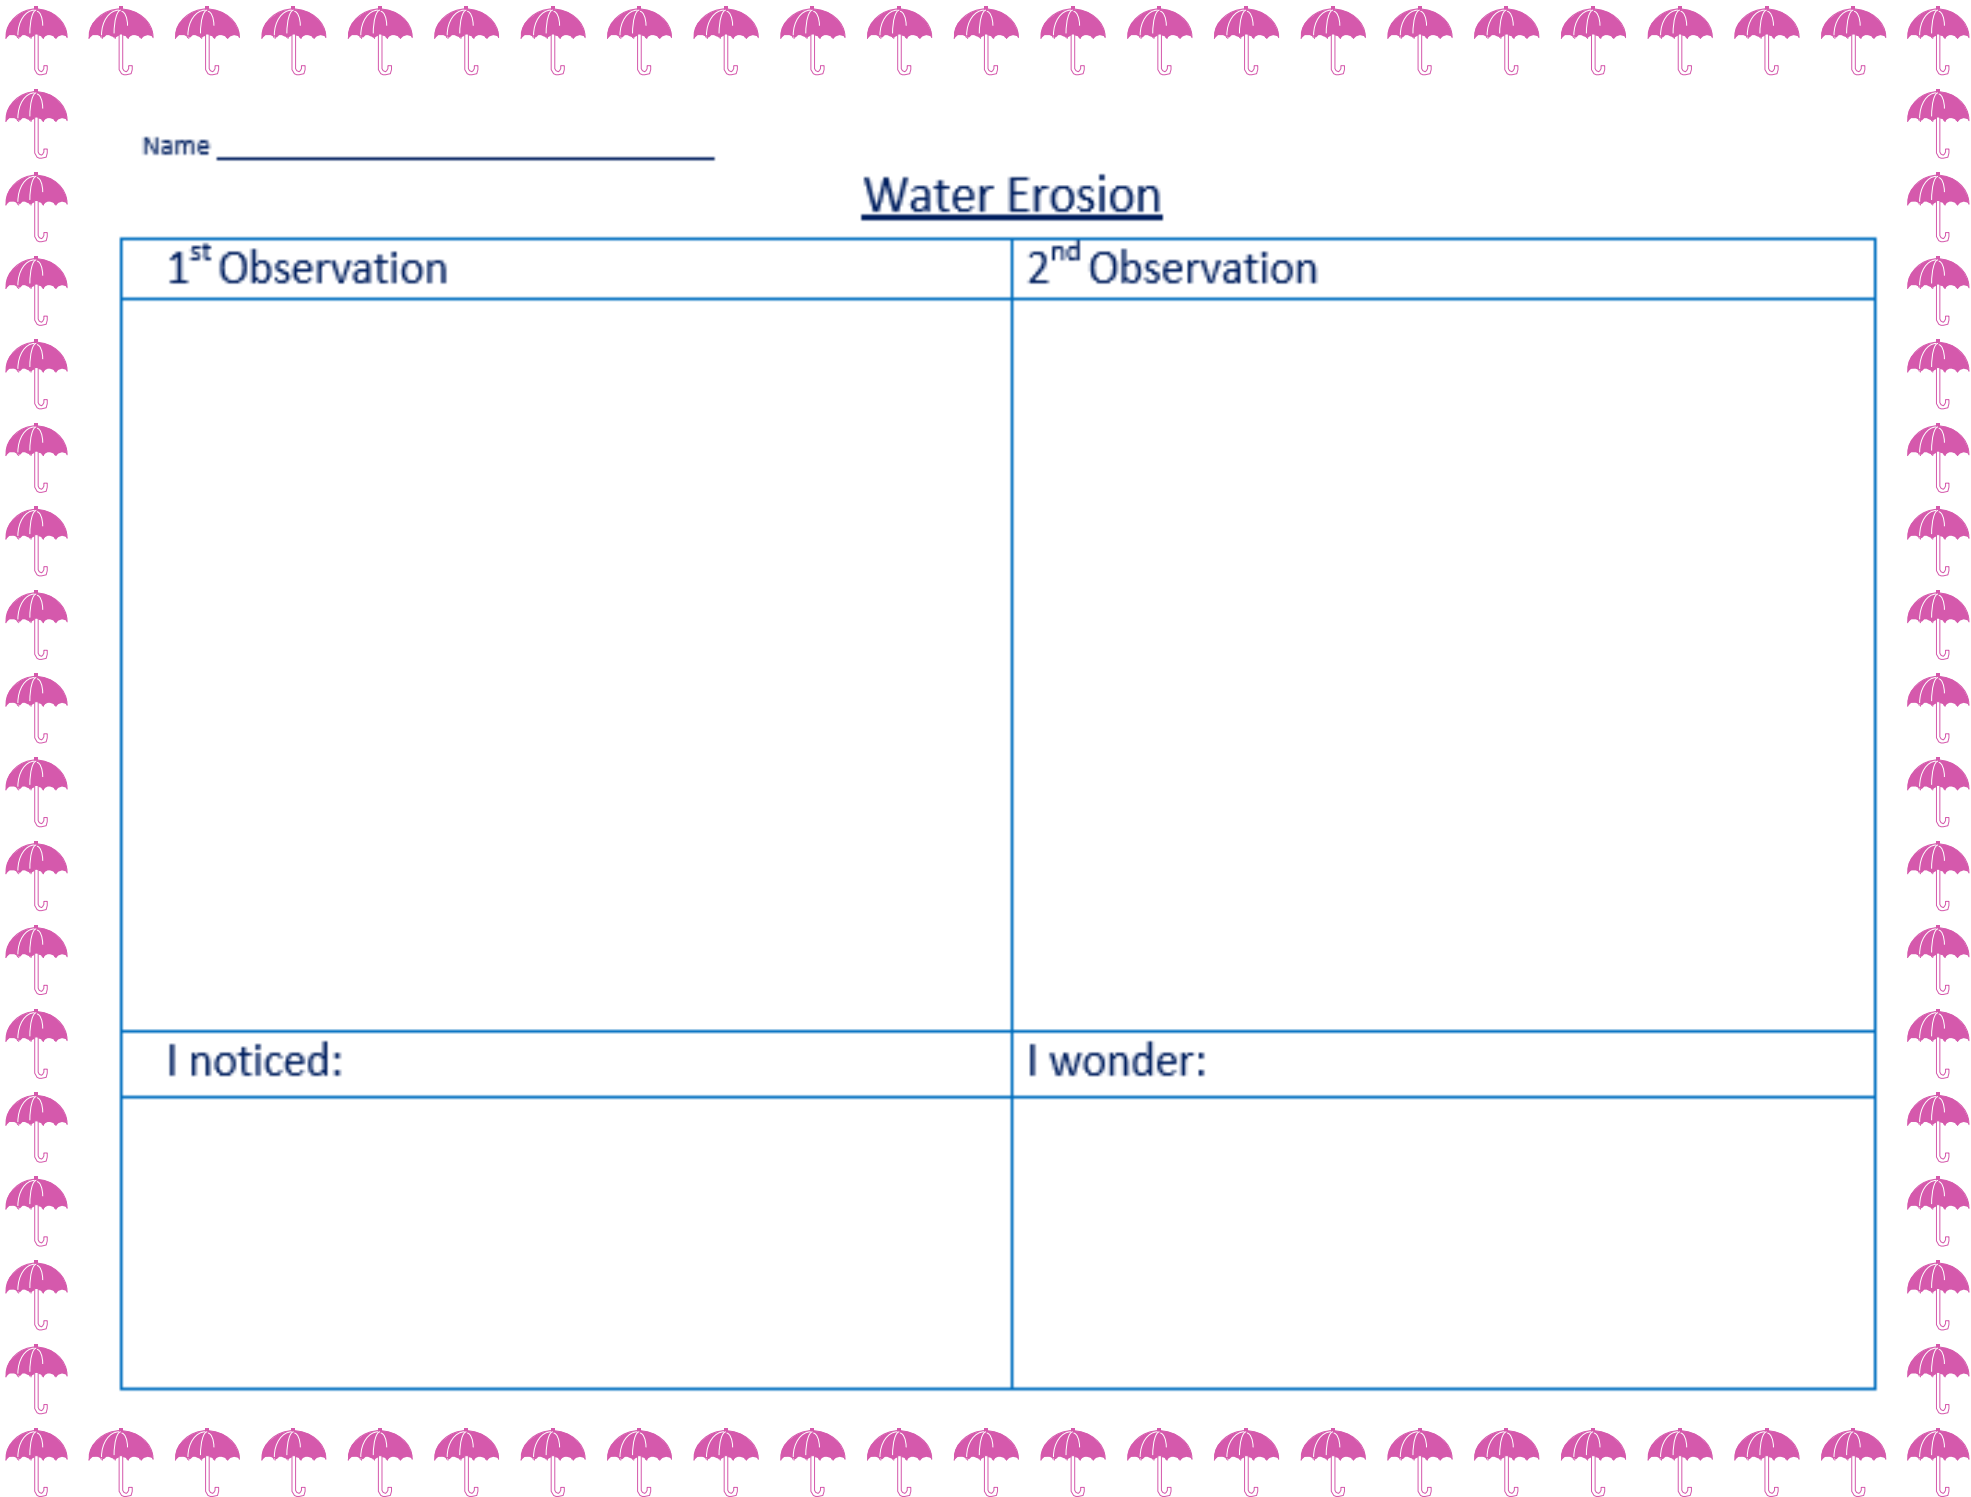 Name
Water Erosion
1st Observation
2nd Observation
I noticed:
I wonder: